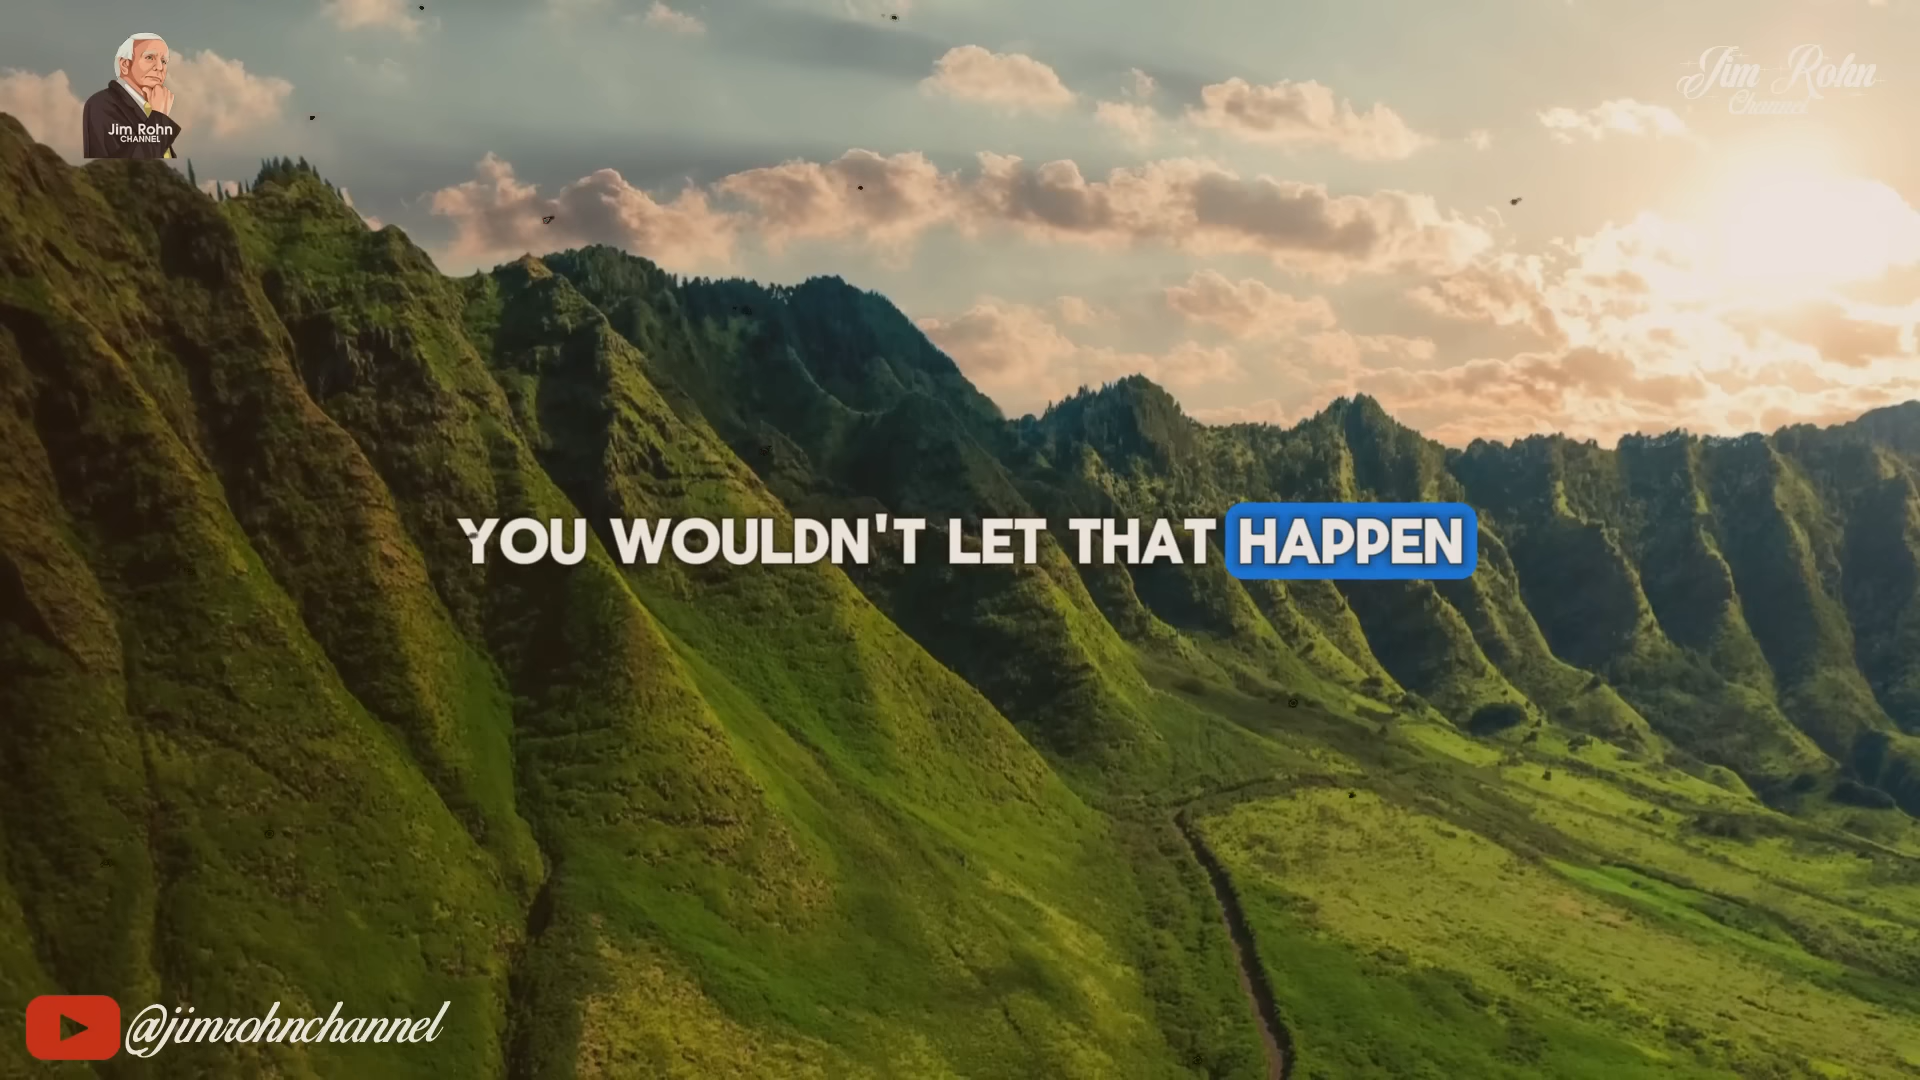 Jim Rohn
CHANNEL
Jim Rohn
Channel
YOU WOULDN'T LET THAT HAPPEN
@jimrohnchannel